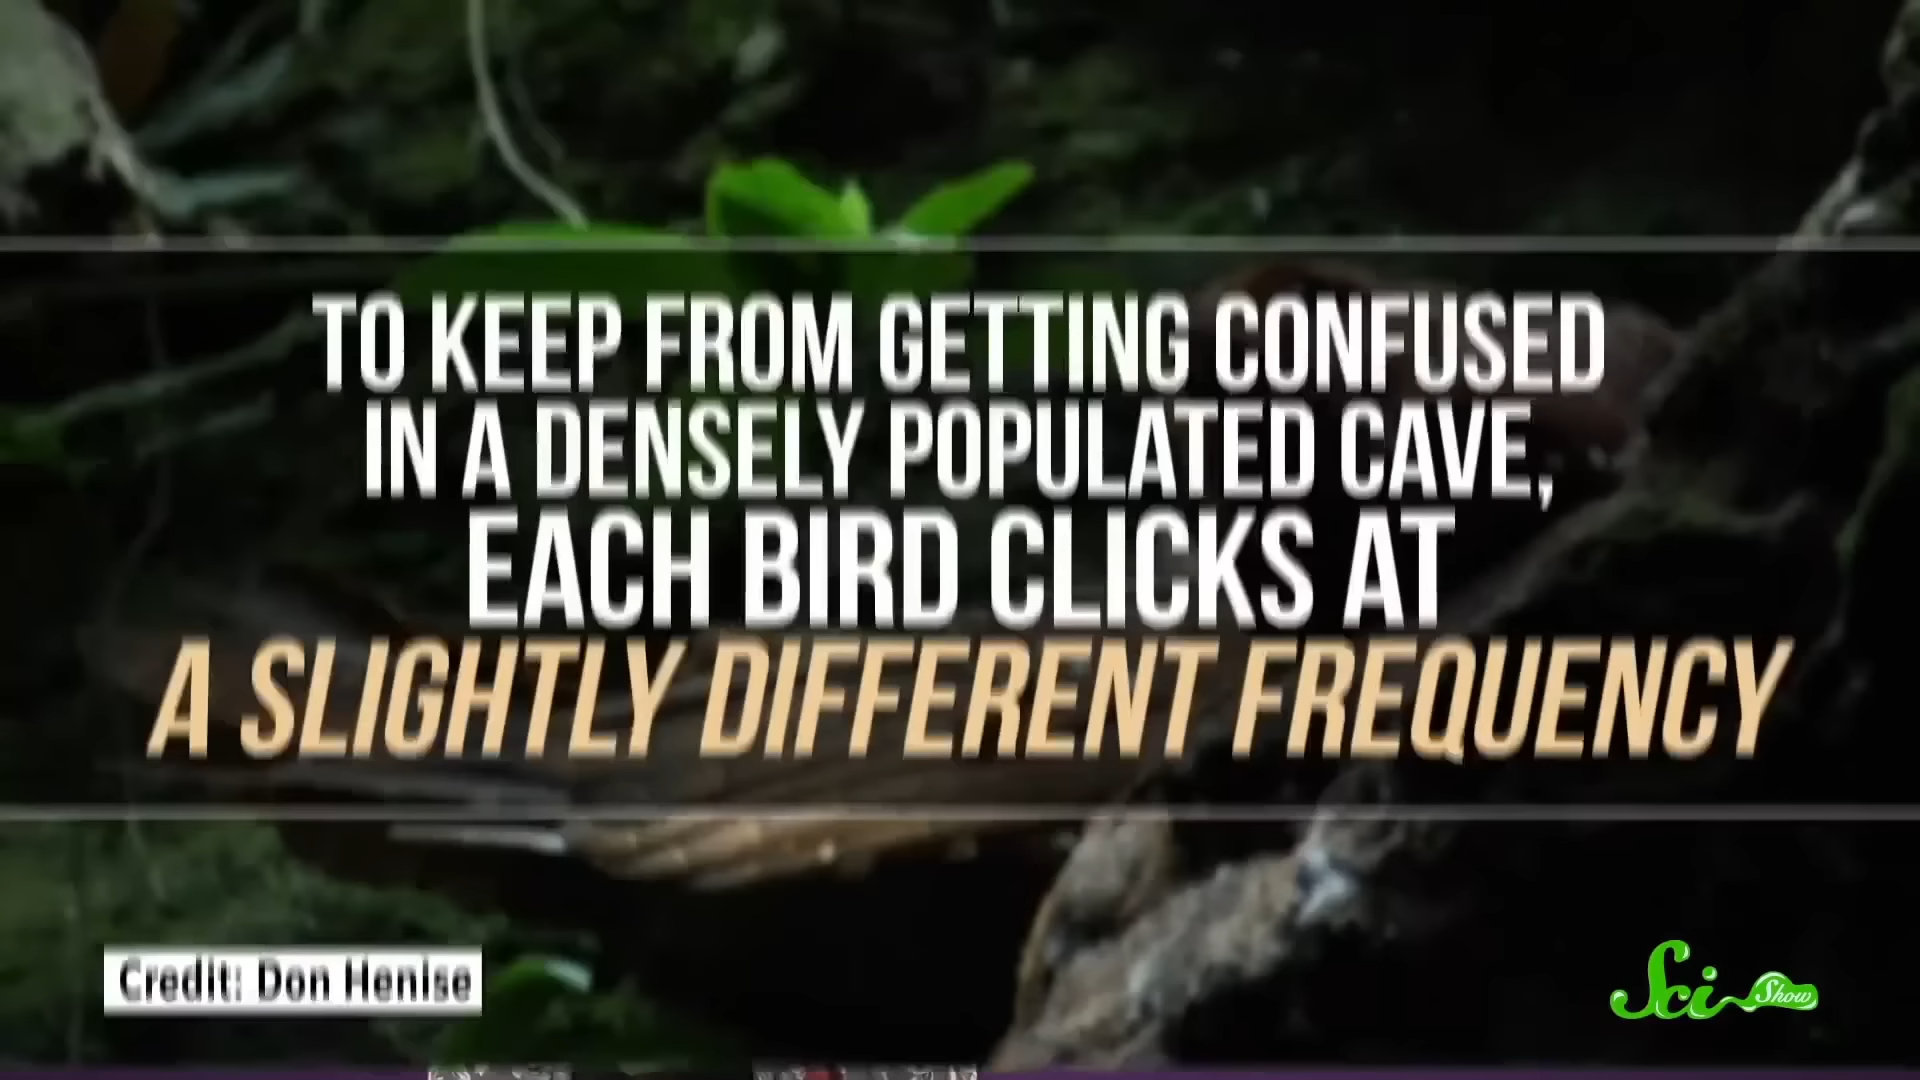 TO KEEP FROM GETTING CONFUSED
IN A DENSELY POPULATED CAVE,
EACH BIRD CLICKS AT
A SLIGHTLY DIFFERENT FREQUENCY
Credit: Don Henise
Sci Show